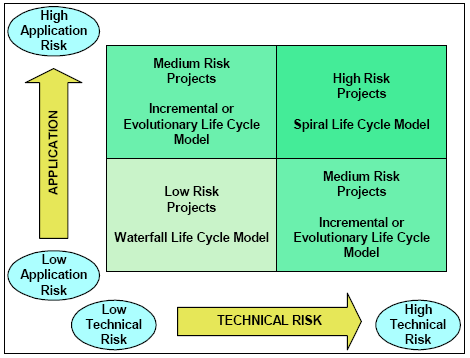 High
Application
Risk
Medium Risk
Projects
Incremental or
Evolutionary Life Cycle
Model
High Risk
Projects
Spiral Life Cycle Model
APPLICATION
Low Risk
Projects
Waterfall Life Cycle Model
Medium Risk
Projects
Incremental or
Evolutionary Life Cycle
Model
Low
Application
Risk
Low
Technical
Risk
TECHNICAL RISK
High
Technical
Risk